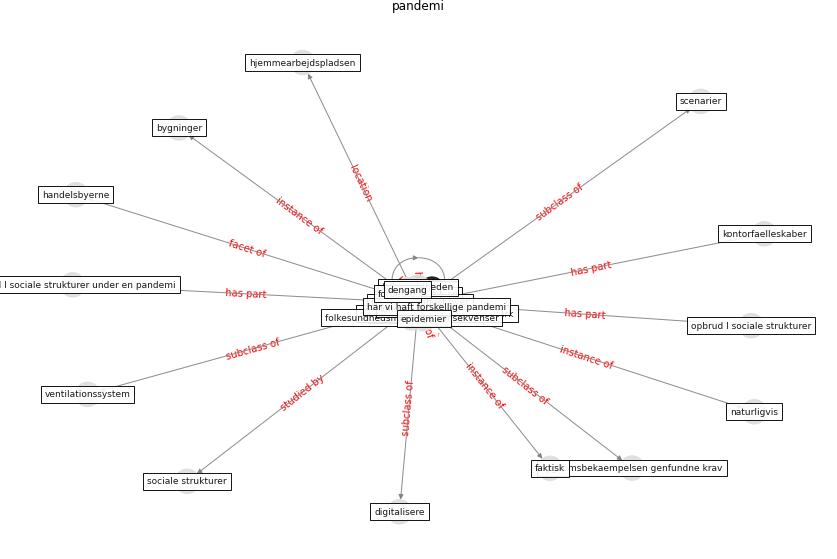 pandemi
hjemmearbejdspladsen
scenarier
bygninger
location
subclass of
handelsbyerne
instance of
kontorfaelleskaber
facet of
has part
l sociale strukturer under en pandemi
has part
eden
dengang
har vi haft forskellige pandemi
has part
epidemier
sekvenser
opbrud l sociale strukturer
subclass of
of
instance of
ventilationssystem
studied by
subclass of
instance of
subclass of
naturligvis
faktisk
msbekaempelsen genfundne krav
sociale strukturer
digitalisere